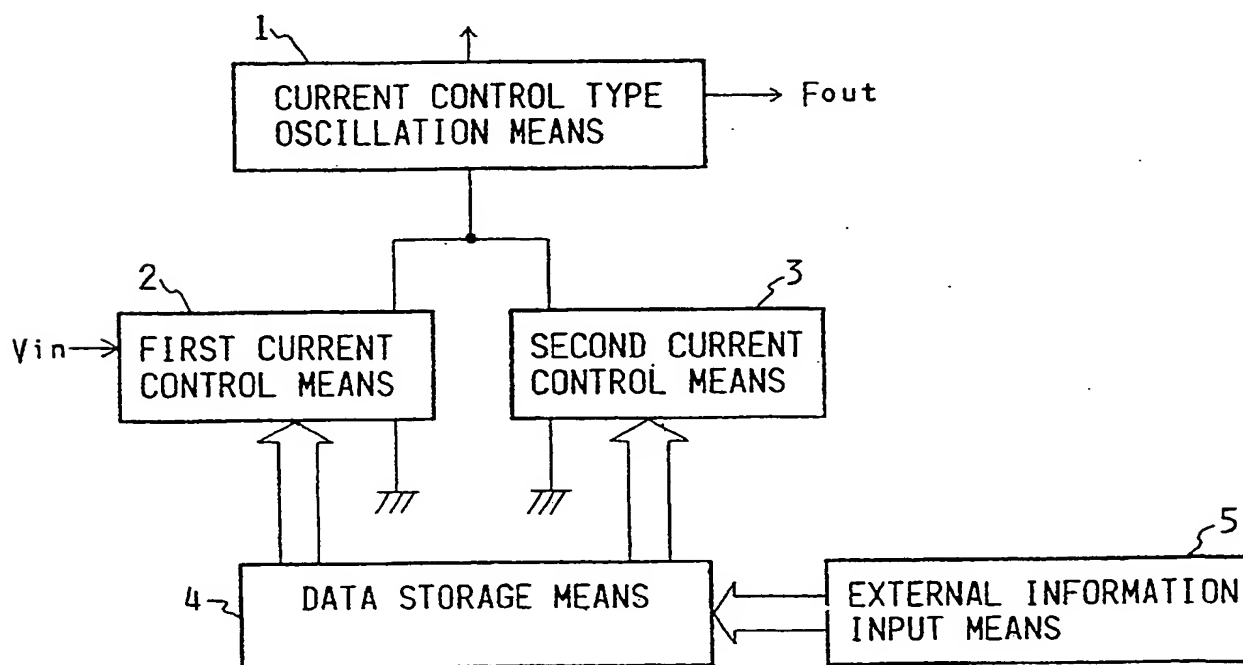 1
CURRENT CONTROL TYPE
OSCILLATION MEANS
Fout
2
3
Vin
FIRST CURRENT
CONTROL MEANS
SECOND CURRENT
CONTROL MEANS
4
DATA STORAGE MEANS
5
EXTERNAL INFORMATION
INPUT MEANS